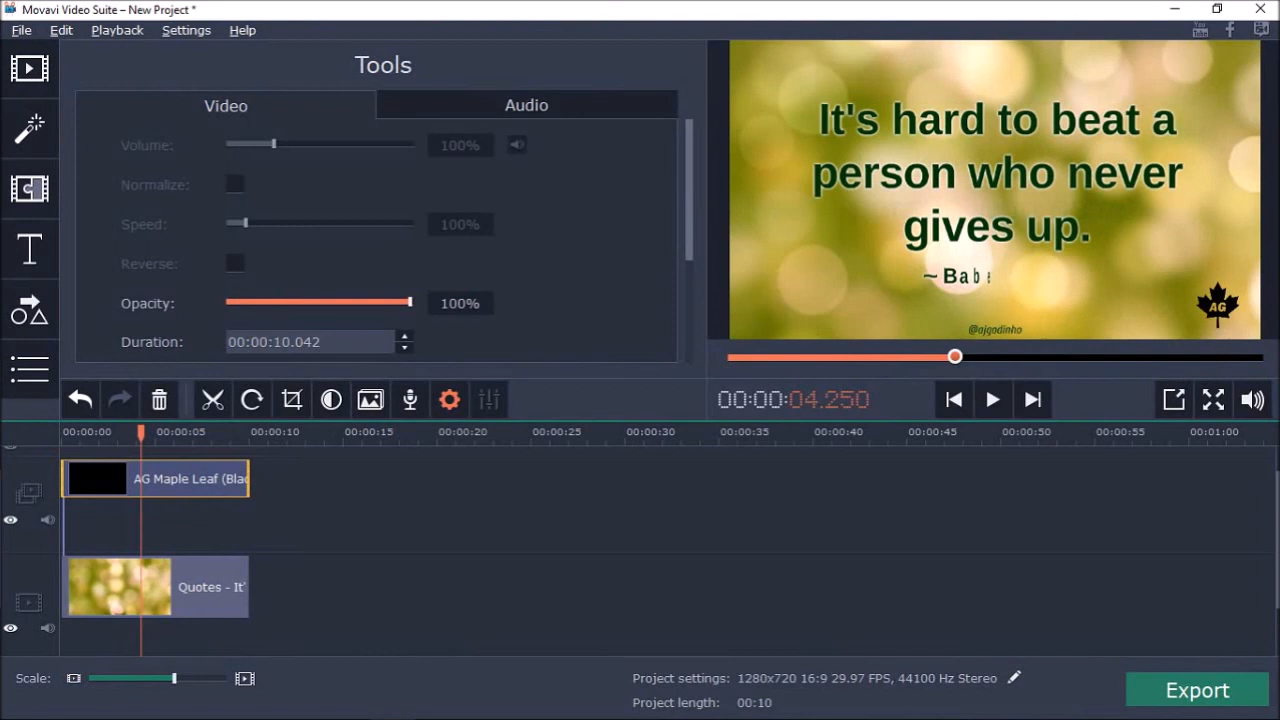 Movavi Video Suite – New Project *
File Edit Playback Settings Help
You Tube
Tools
Video Audio
Volume: 100%
Normalize:
Speed: 100%
Reverse:
Opacity: 100%
Duration: 00:00:10.042
It's hard to beat a
person who never
gives up.
~ Babe
AG
@ajgodinho
00:00:04.250
00:00:00 00:00:05 00:00:10 00:00:15 00:00:20 00:00:25 00:00:30 00:00:35 00:00:40 00:00:45 00:00:50 00:00:55 00:01:00
AG Maple Leaf (Blac
Quotes - It'
Scale:
Project settings: 1280x720 16:9 29.97 FPS, 44100 Hz Stereo
Project length: 00:10
Export